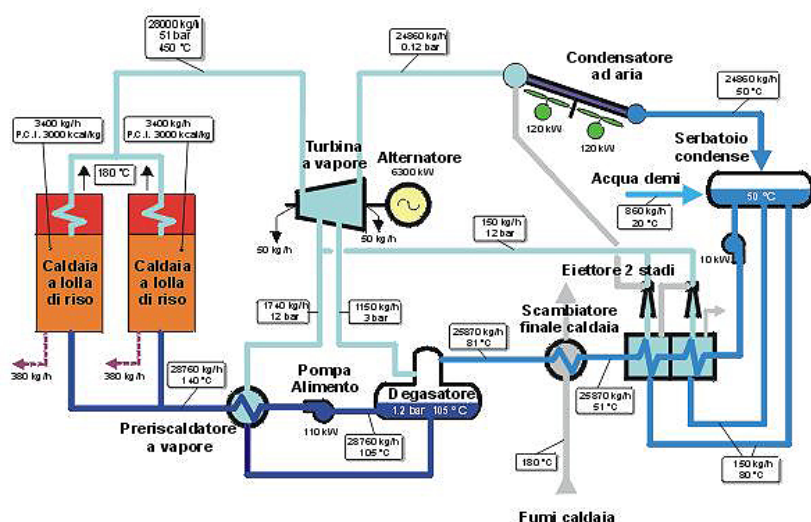 28000 kg/h
51 bar
450 °C
24860 kg/h
0.12 bar
Condensatore
ad aria
24860 kg/h
50 °C
3400 kg/h
P.C.I. 3000 kcal/kg
3400 kg/h
P.C.I. 3000 kcal/kg
120 kW
120 kW
Turbina
a vapore
Alternatore
6300 kW
Serbatoio
condense
180 °C
Acqua demi
50 °C
860 kg/h
20 °C
50 kg/h
50 kg/h
150 kg/h
12 bar
10 kW
Caldaia
a lolla
di riso
Caldaia
a lolla
di riso
Eiettore 2 stadi
1740 kg/h
12 bar
1150 kg/h
3 bar
Scambiatore
finale caldaia
25870 kg/h
81 °C
380 kg/h
380 kg/h
28760 kg/h
140 °C
Pompa
Alimento
Degasatore
1.2 bar 105 °C
25870 kg/h
51 °C
Preriscaldatore
a vapore
110 kW
28760 kg/h
105 °C
180 °C
150 kg/h
80 °C
Fumi caldaia